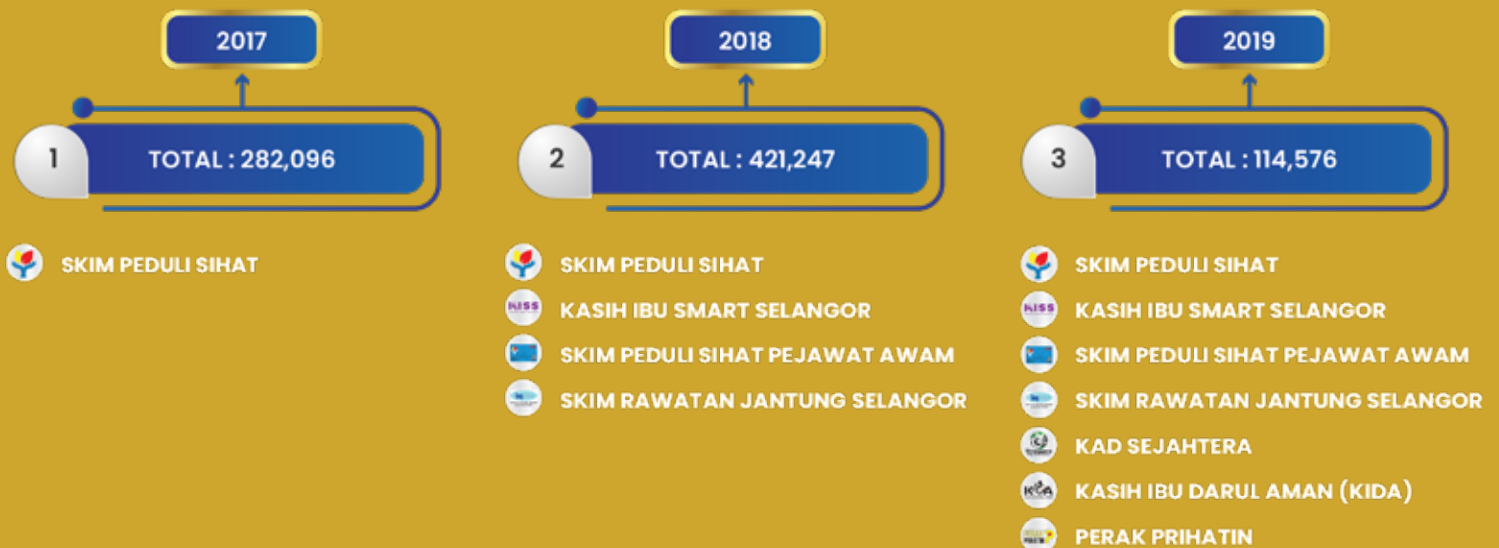 2017
1
TOTAL : 282,096
SKIM PEDULI SIHAT
2018
2
TOTAL : 421,247
SKIM PEDULI SIHAT
KISS
KASIH IBU SMART SELANGOR
SKIM PEDULI SIHAT PEJAWAT AWAM
SKIM RAWATAN JANTUNG SELANGOR
2019
3
TOTAL : 114,576
SKIM PEDULI SIHAT
KISS
KASIH IBU SMART SELANGOR
SKIM PEDULI SIHAT PEJAWAT AWAM
SKIM RAWATAN JANTUNG SELANGOR
KAD SEJAHTERA
KASIH IBU DARUL AMAN (KIDA)
PERAK PRIHATIN